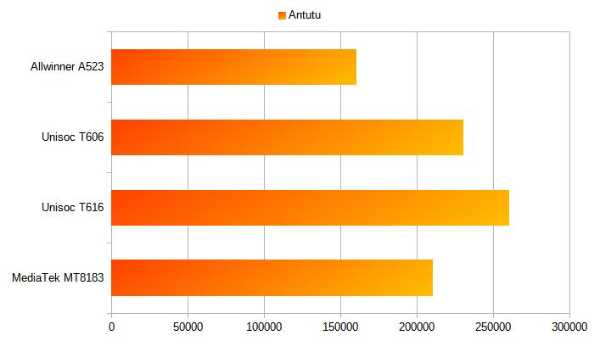 Antutu
Allwinner A523
Unisoc T606
Unisoc T616
MediaTek MT8183
0 50000 100000 150000 200000 250000 300000